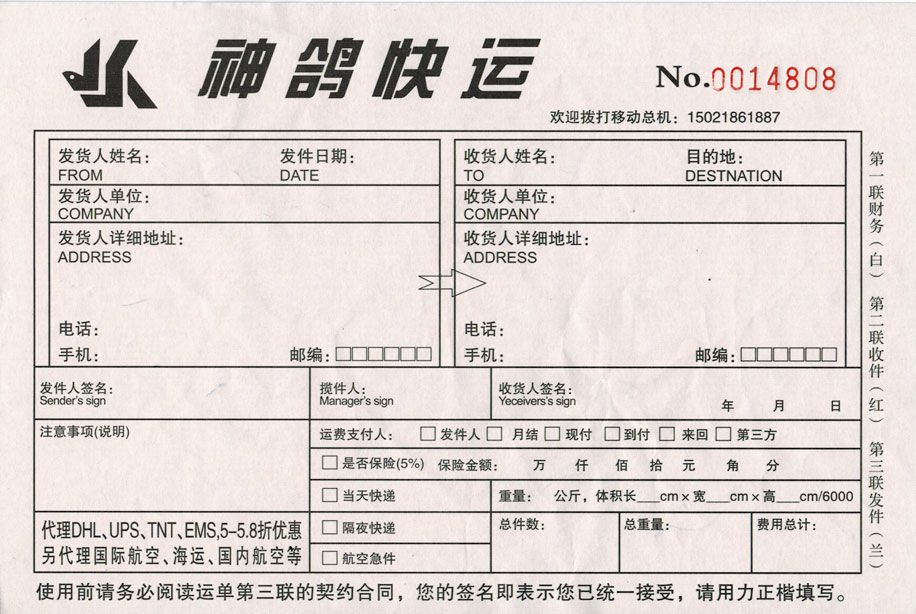 神鸽快运
No.0014808
欢迎拨打移动总机：15021861887
发货人姓名： 发件日期：
FROM DATE
发货人单位：
COMPANY
发货人详细地址：
ADDRESS
电话：
手机： 邮编：□□□□□□
收货人姓名： 目的地：
TO DESTNATION
收货人单位：
COMPANY
收货人详细地址：
ADDRESS
电话：
手机： 邮编：□□□□□□
发件人签名：
Sender's sign
揽件人：
Manager's sign
收货人签名：
Yeceivers's sign
年 月 日
注意事项(说明)
运费支付人： □发件人 □月结 □现付 □到付 □来回 □第三方
□是否保险(5%) 保险金额： 万 仟 佰 拾 元 角 分
□当天快递
重量： 公斤，体积长___cm×宽___cm×高___cm/6000
代理DHL、UPS、TNT、EMS,5-5.8折优惠
另代理国际航空、海运、国内航空等
□隔夜快递
□航空急件
总件数：
总重量：
费用总计：
使用前请务必阅读运单第三联的契约合同，您的签名即表示您已统一接受，请用力正楷填写。
第一联财务(白) 第二联收件(红) 第三联发件(兰)